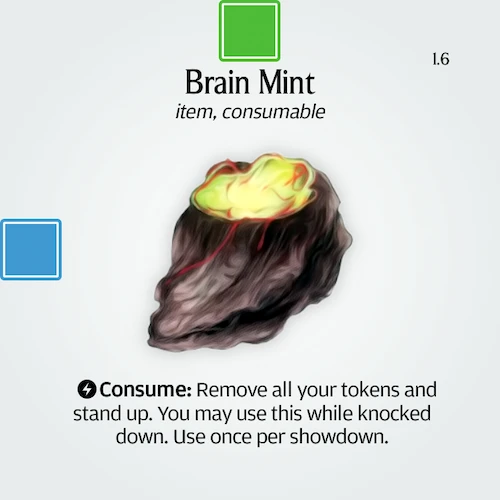 1.6
Brain Mint
item, consumable
Consume: Remove all your tokens and
stand up. You may use this while knocked
down. Use once per showdown.